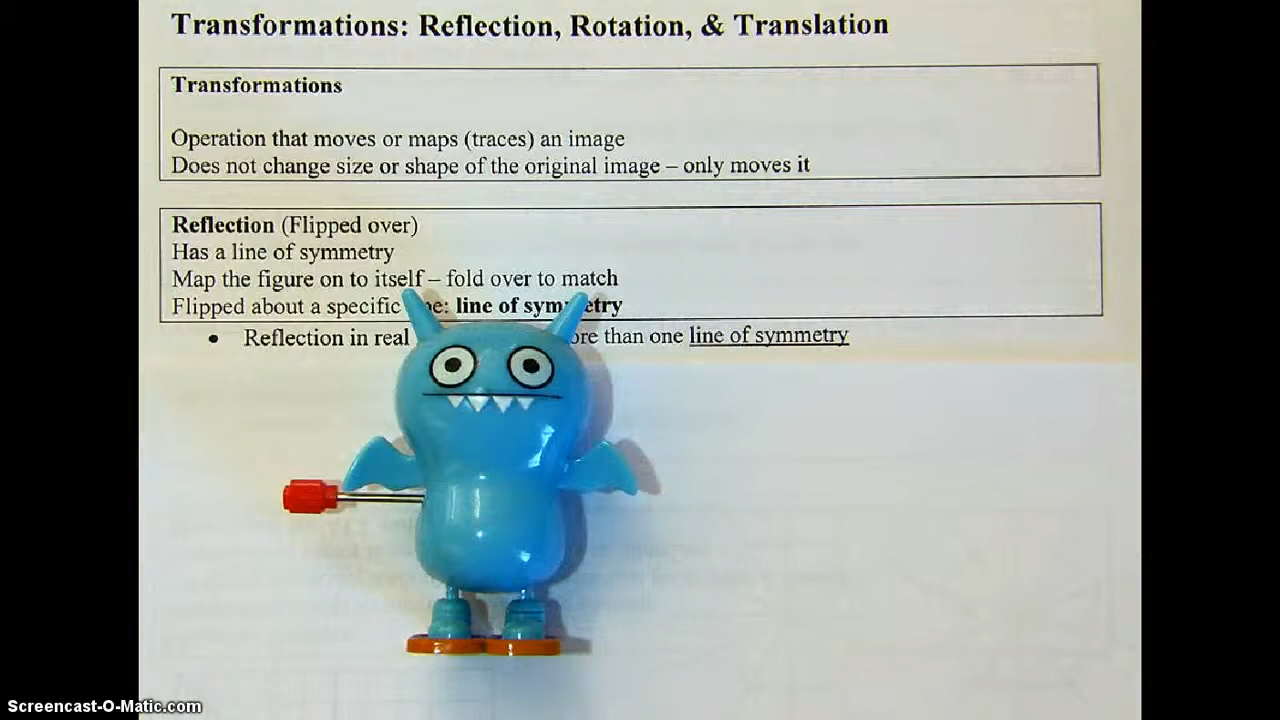 Transformations: Reflection, Rotation, & Translation
Transformations
Operation that moves or maps (traces) an image
Does not change size or shape of the original image – only moves it
Reflection (Flipped over)
Has a line of symmetry
Map the figure on to itself – fold over to match
Flipped about a specific line of symmetry
• Reflection in real than one line of symmetry
Screencast-O-Matic.com